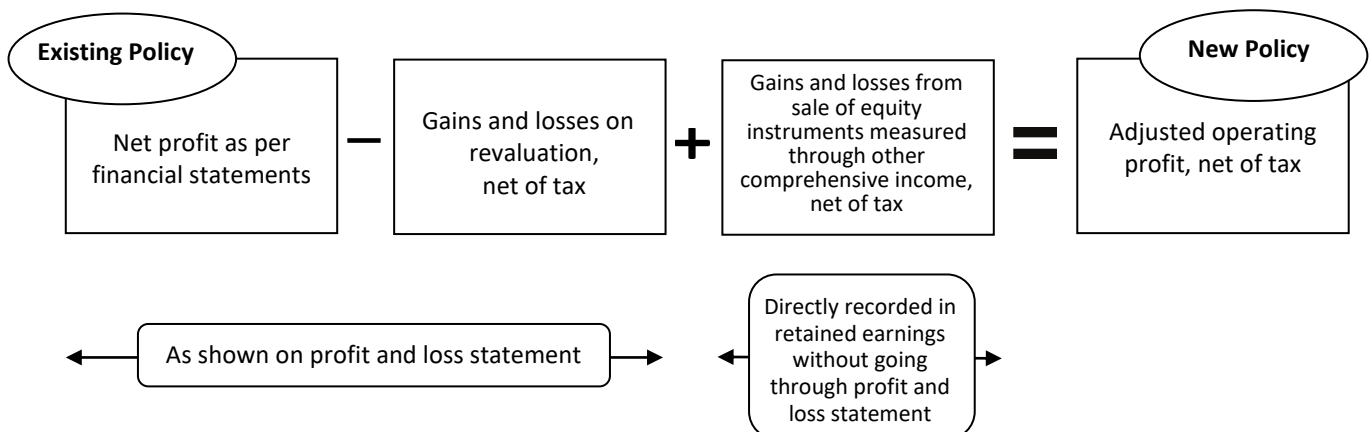 Existing Policy
Net profit as per
financial statements
−
Gains and losses on
revaluation,
net of tax
+
Gains and losses from
sale of equity
instruments measured
through other
comprehensive income,
net of tax
=
New Policy
Adjusted operating
profit, net of tax
As shown on profit and loss statement
Directly recorded in
retained earnings
without going
through profit and
loss statement